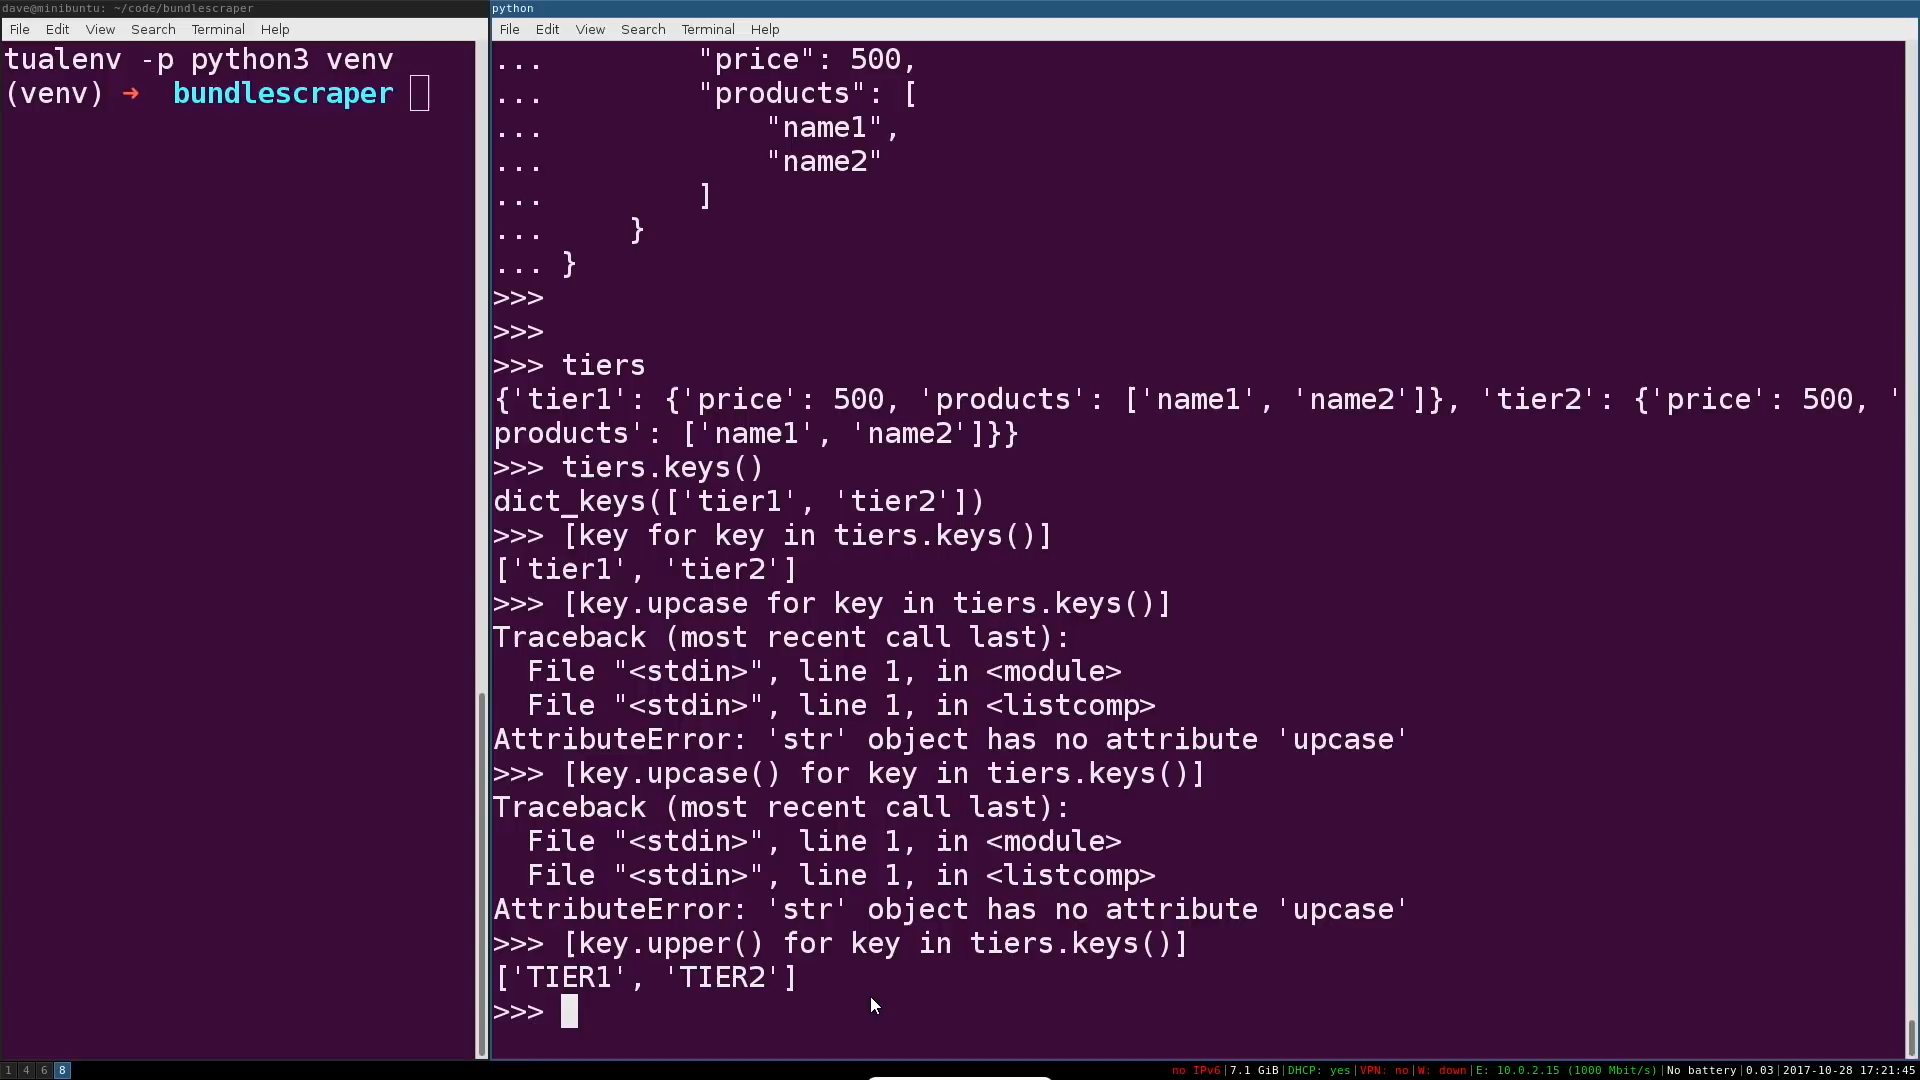 dave@minibuntu: ~/code/bundlescraper
File Edit View Search Terminal Help
tualenv -p python3 venv
(venv) ➜ bundlescraper
python
File Edit View Search Terminal Help
...         "price": 500,
...         "products": [
...             "name1",
...             "name2"
...         ]
...     }
... }
>>>
>>>
>>> tiers
{'tier1': {'price': 500, 'products': ['name1', 'name2']}, 'tier2': {'price': 500, '
products': ['name1', 'name2']}}
>>> tiers.keys()
dict_keys(['tier1', 'tier2'])
>>> [key for key in tiers.keys()]
['tier1', 'tier2']
>>> [key.upcase for key in tiers.keys()]
Traceback (most recent call last):
  File "<stdin>", line 1, in <module>
  File "<stdin>", line 1, in <listcomp>
AttributeError: 'str' object has no attribute 'upcase'
>>> [key.upcase() for key in tiers.keys()]
Traceback (most recent call last):
  File "<stdin>", line 1, in <module>
  File "<stdin>", line 1, in <listcomp>
AttributeError: 'str' object has no attribute 'upcase'
>>> [key.upper() for key in tiers.keys()]
['TIER1', 'TIER2']
>>>
1 4 6 8
no IPv6|7.1 GiB|DHCP: yes|VPN: no|W: down|E: 10.0.2.15 (1000 Mbit/s)|No battery|0.03|2017-10-28 17:21:45